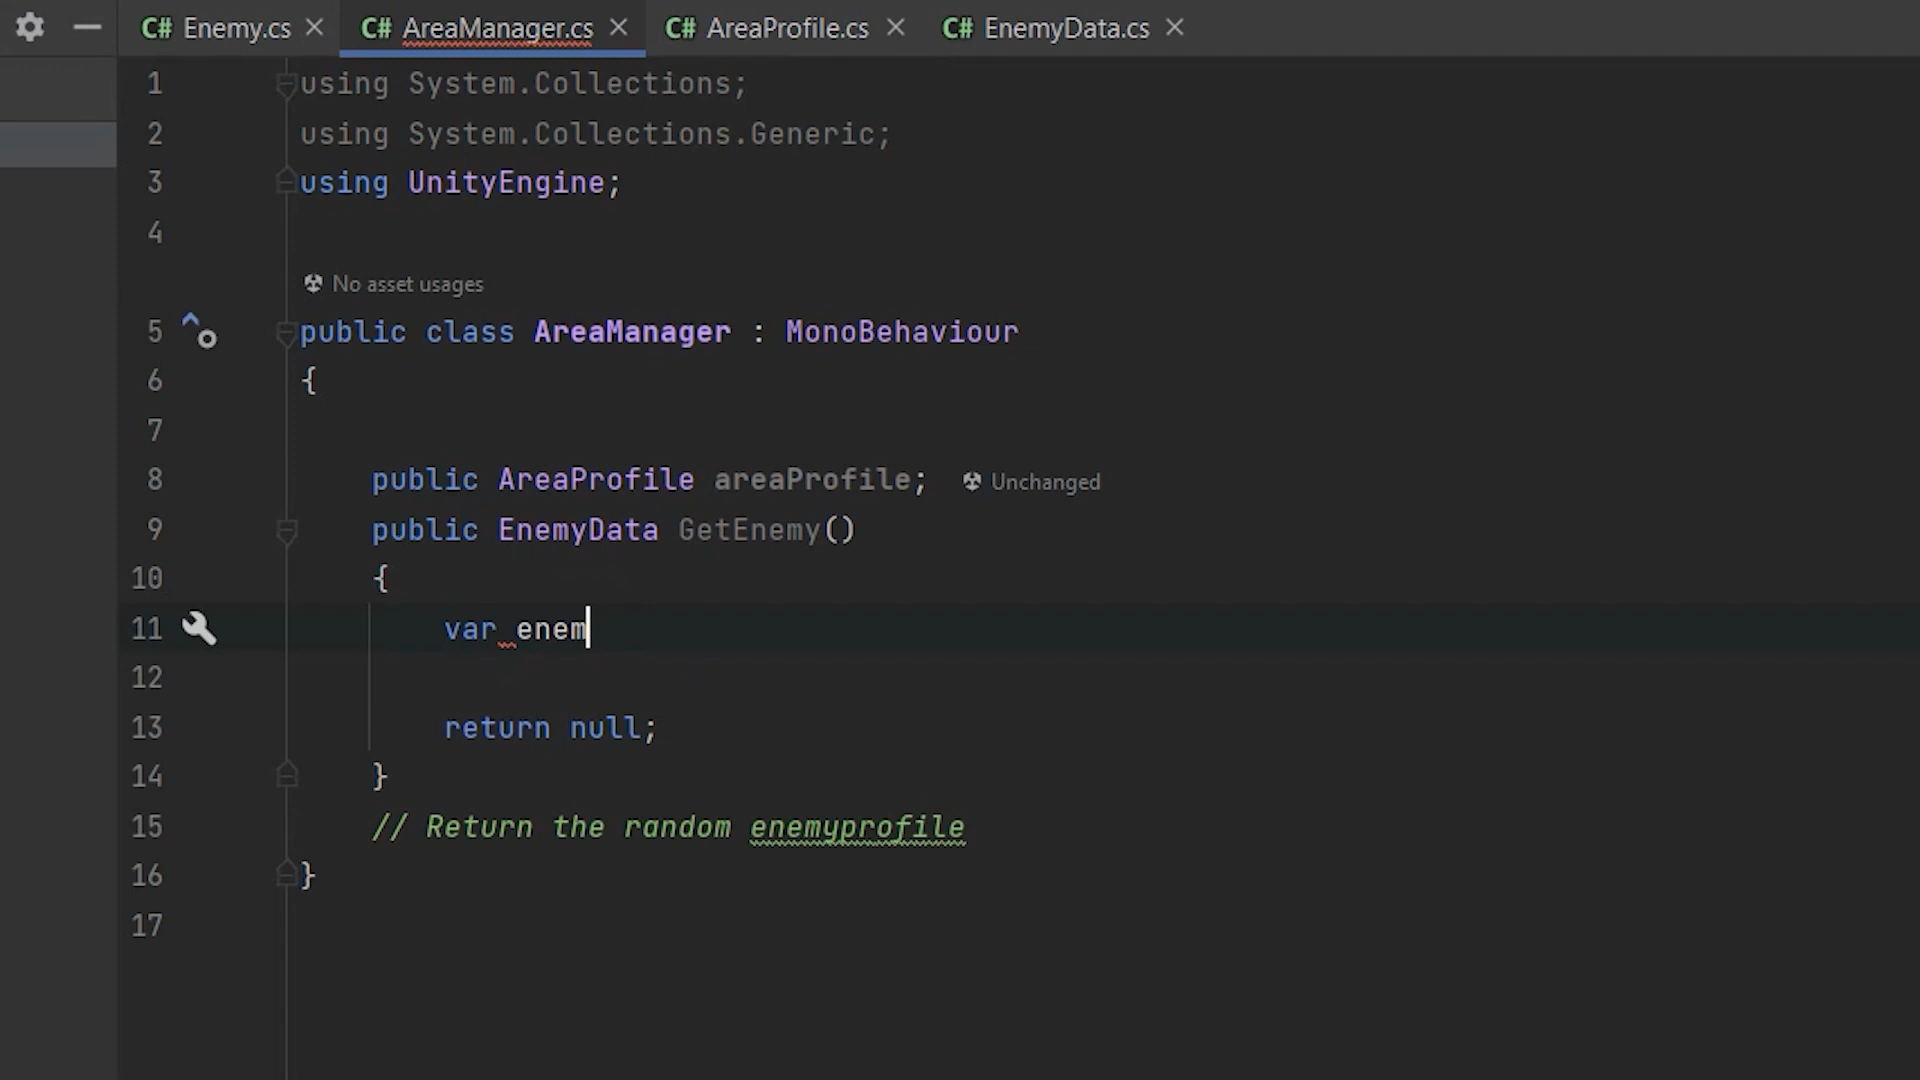 C# Enemy.cs C# AreaManager.cs C# AreaProfile.cs C# EnemyData.cs
1 using System.Collections;
2 using System.Collections.Generic;
3 using UnityEngine;
4
No asset usages
5 public class AreaManager : MonoBehaviour
6 {
7
8 public AreaProfile areaProfile; Unchanged
9 public EnemyData GetEnemy()
10 {
11 var enem
12
13 return null;
14 }
15 // Return the random enemyprofile
16 }
17